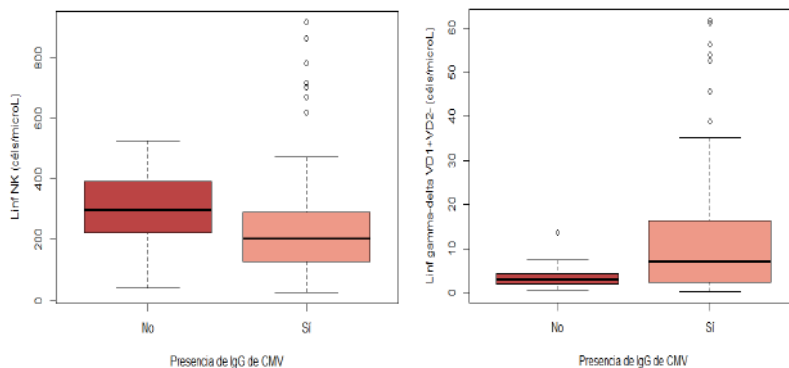 Linf NK (céls/microL)
0
200
400
600
800
No
Sí
Presencia de IgG de CMV
Linf gamma-delta VD1+VD2- (céls/microL)
0
10
20
30
40
50
60
No
Sí
Presencia de IgG de CMV